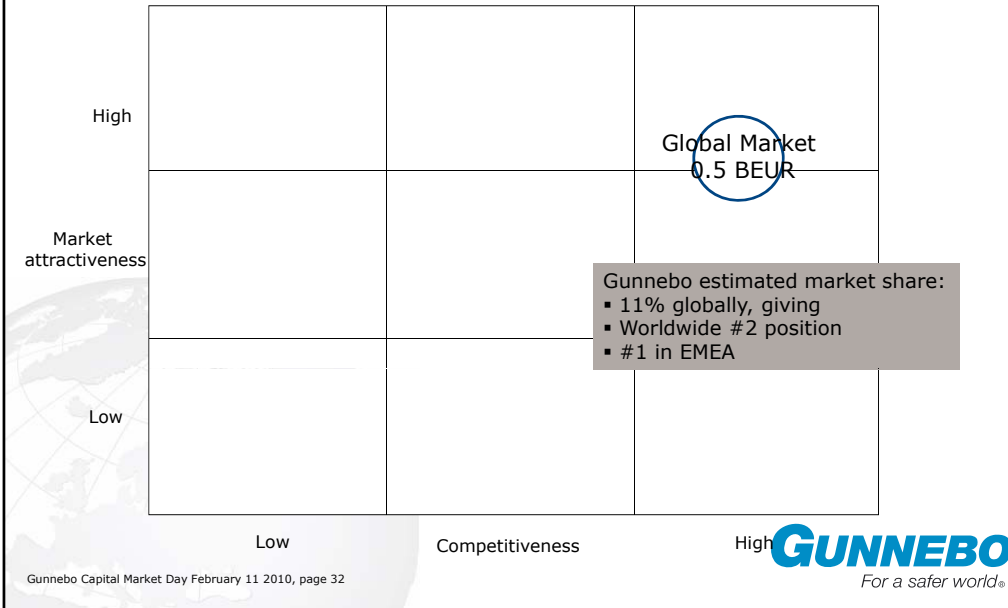 High
Global Market
0.5 BEUR
Market
attractiveness
Gunnebo estimated market share:
▪ 11% globally, giving
▪ Worldwide #2 position
▪ #1 in EMEA
Low
Low
Competitiveness
High
GUNNEBO
For a safer world®
Gunnebo Capital Market Day February 11 2010, page 32